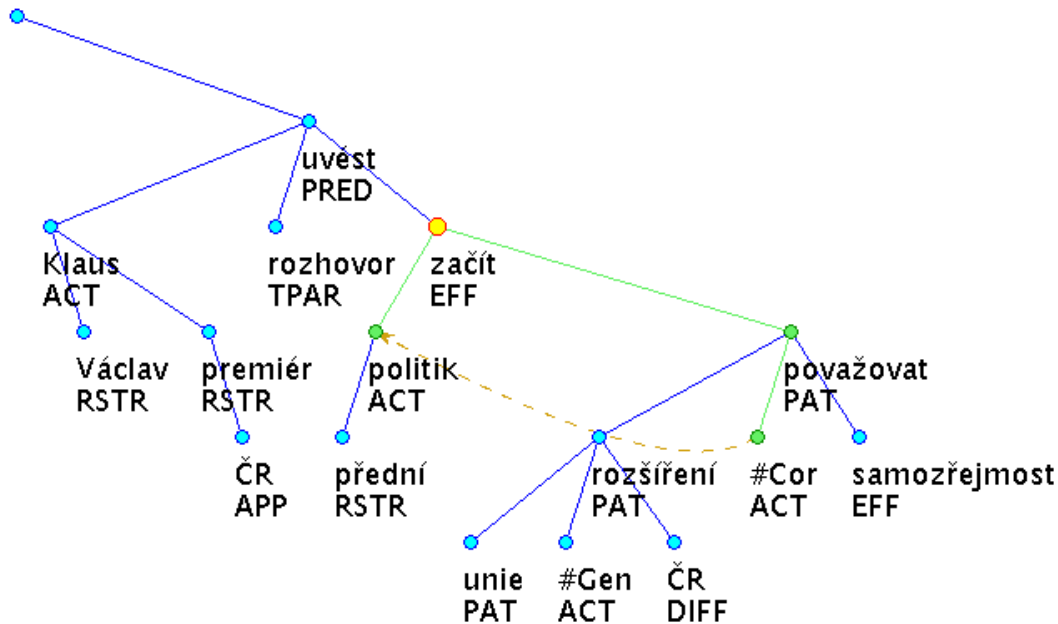 uvést
PRED
Klaus
ACT
rozhovor
TPAR
začít
EFF
Václav
RSTR
premiér
RSTR
politik
ACT
považovat
PAT
ČR
APP
přední
RSTR
rozšíření
PAT
#Cor
ACT
samozřejmost
EFF
unie
PAT
#Gen
ACT
ČR
DIFF